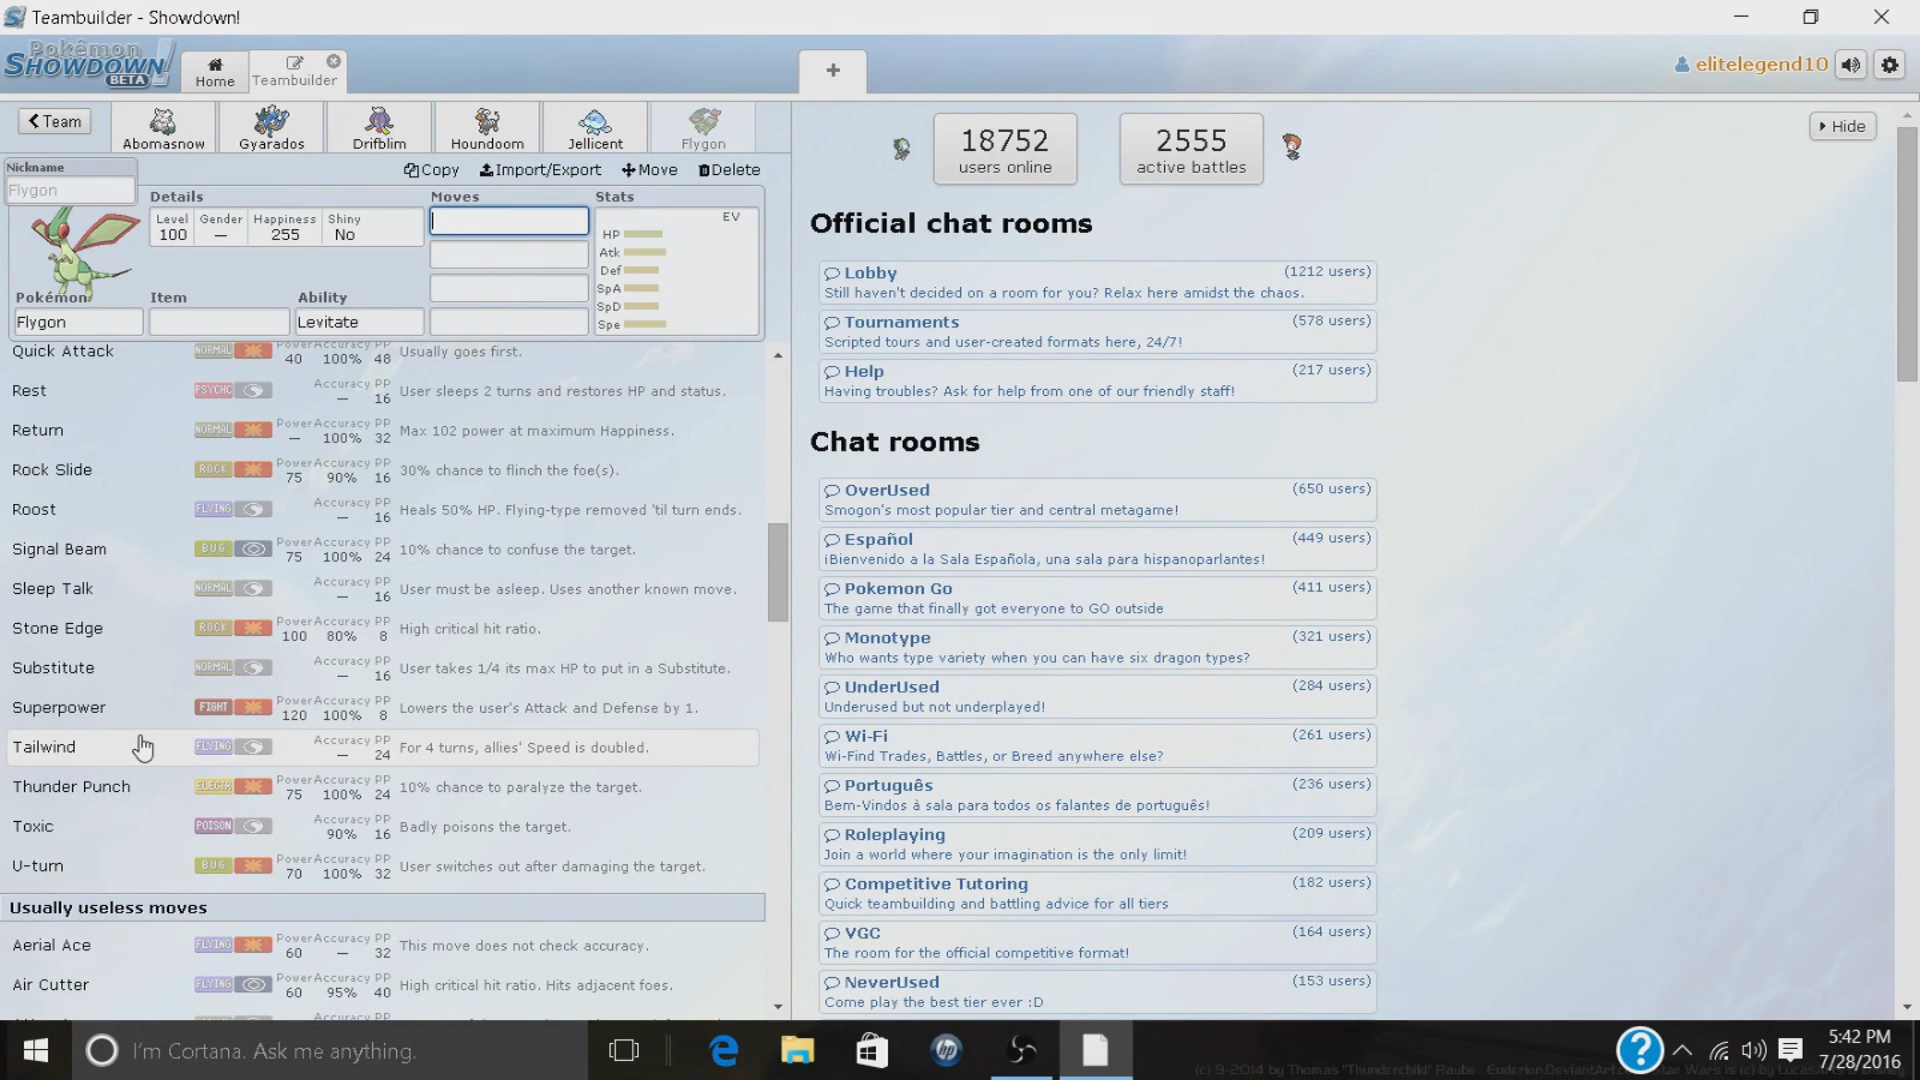 Teambuilder - Showdown!
Pokémon
SHOWDOWN!
BETA
Home
Teambuilder
+
elitelegend10
Team
Abomasnow
Gyarados
Drifblim
Houndoom
Jellicent
Flygon
Copy
Import/Export
Move
Delete
Nickname
Flygon
Details
Level
100
Gender
—
Happiness
255
Shiny
No
Moves
Stats
EV
HP
Atk
Def
SpA
SpD
Spe
Pokémon
Flygon
Item
Ability
Levitate
Quick Attack NORMAL Power 40 Accuracy 100% PP 48 Usually goes first.
Rest PSYCHC Accuracy — PP 16 User sleeps 2 turns and restores HP and status.
Return NORMAL Power — Accuracy 100% PP 32 Max 102 power at maximum Happiness.
Rock Slide ROCK Power 75 Accuracy 90% PP 16 30% chance to flinch the foe(s).
Roost FLYING Accuracy — PP 16 Heals 50% HP. Flying-type removed 'til turn ends.
Signal Beam BUG Power 75 Accuracy 100% PP 24 10% chance to confuse the target.
Sleep Talk NORMAL Accuracy — PP 16 User must be asleep. Uses another known move.
Stone Edge ROCK Power 100 Accuracy 80% PP 8 High critical hit ratio.
Substitute NORMAL Accuracy — PP 16 User takes 1/4 its max HP to put in a Substitute.
Superpower FIGHT Power 120 Accuracy 100% PP 8 Lowers the user's Attack and Defense by 1.
Tailwind FLYING Accuracy — PP 24 For 4 turns, allies' Speed is doubled.
Thunder Punch ELECTR Power 75 Accuracy 100% PP 24 10% chance to paralyze the target.
Toxic POISON Accuracy 90% PP 16 Badly poisons the target.
U-turn BUG Power 70 Accuracy 100% PP 32 User switches out after damaging the target.
Usually useless moves
Aerial Ace FLYING Power 60 Accuracy — PP 32 This move does not check accuracy.
Air Cutter FLYING Power 60 Accuracy 95% PP 40 High critical hit ratio. Hits adjacent foes.
Accuracy PP
18752
users online
2555
active battles
Hide
Official chat rooms
Lobby (1212 users)
Still haven't decided on a room for you? Relax here amidst the chaos.
Tournaments (578 users)
Scripted tours and user-created formats here, 24/7!
Help (217 users)
Having troubles? Ask for help from one of our friendly staff!
Chat rooms
OverUsed (650 users)
Smogon's most popular tier and central metagame!
Español (449 users)
¡Bienvenido a la Sala Española, una sala para hispanoparlantes!
Pokemon Go (411 users)
The game that finally got everyone to GO outside
Monotype (321 users)
Who wants type variety when you can have six dragon types?
UnderUsed (284 users)
Underused but not underplayed!
Wi-Fi (261 users)
Wi-Find Trades, Battles, or Breed anywhere else?
Português (236 users)
Bem-Vindos à sala para todos os falantes de português!
Roleplaying (209 users)
Join a world where your imagination is the only limit!
Competitive Tutoring (182 users)
Quick teambuilding and battling advice for all tiers
VGC (164 users)
The room for the official competitive format!
NeverUsed (153 users)
Come play the best tier ever :D
I'm Cortana. Ask me anything.
hp
?
5:42 PM
7/28/2016
(c) 9-2014 by Thomas "Thunderchild" Raube - Euderion.DeviantArt.